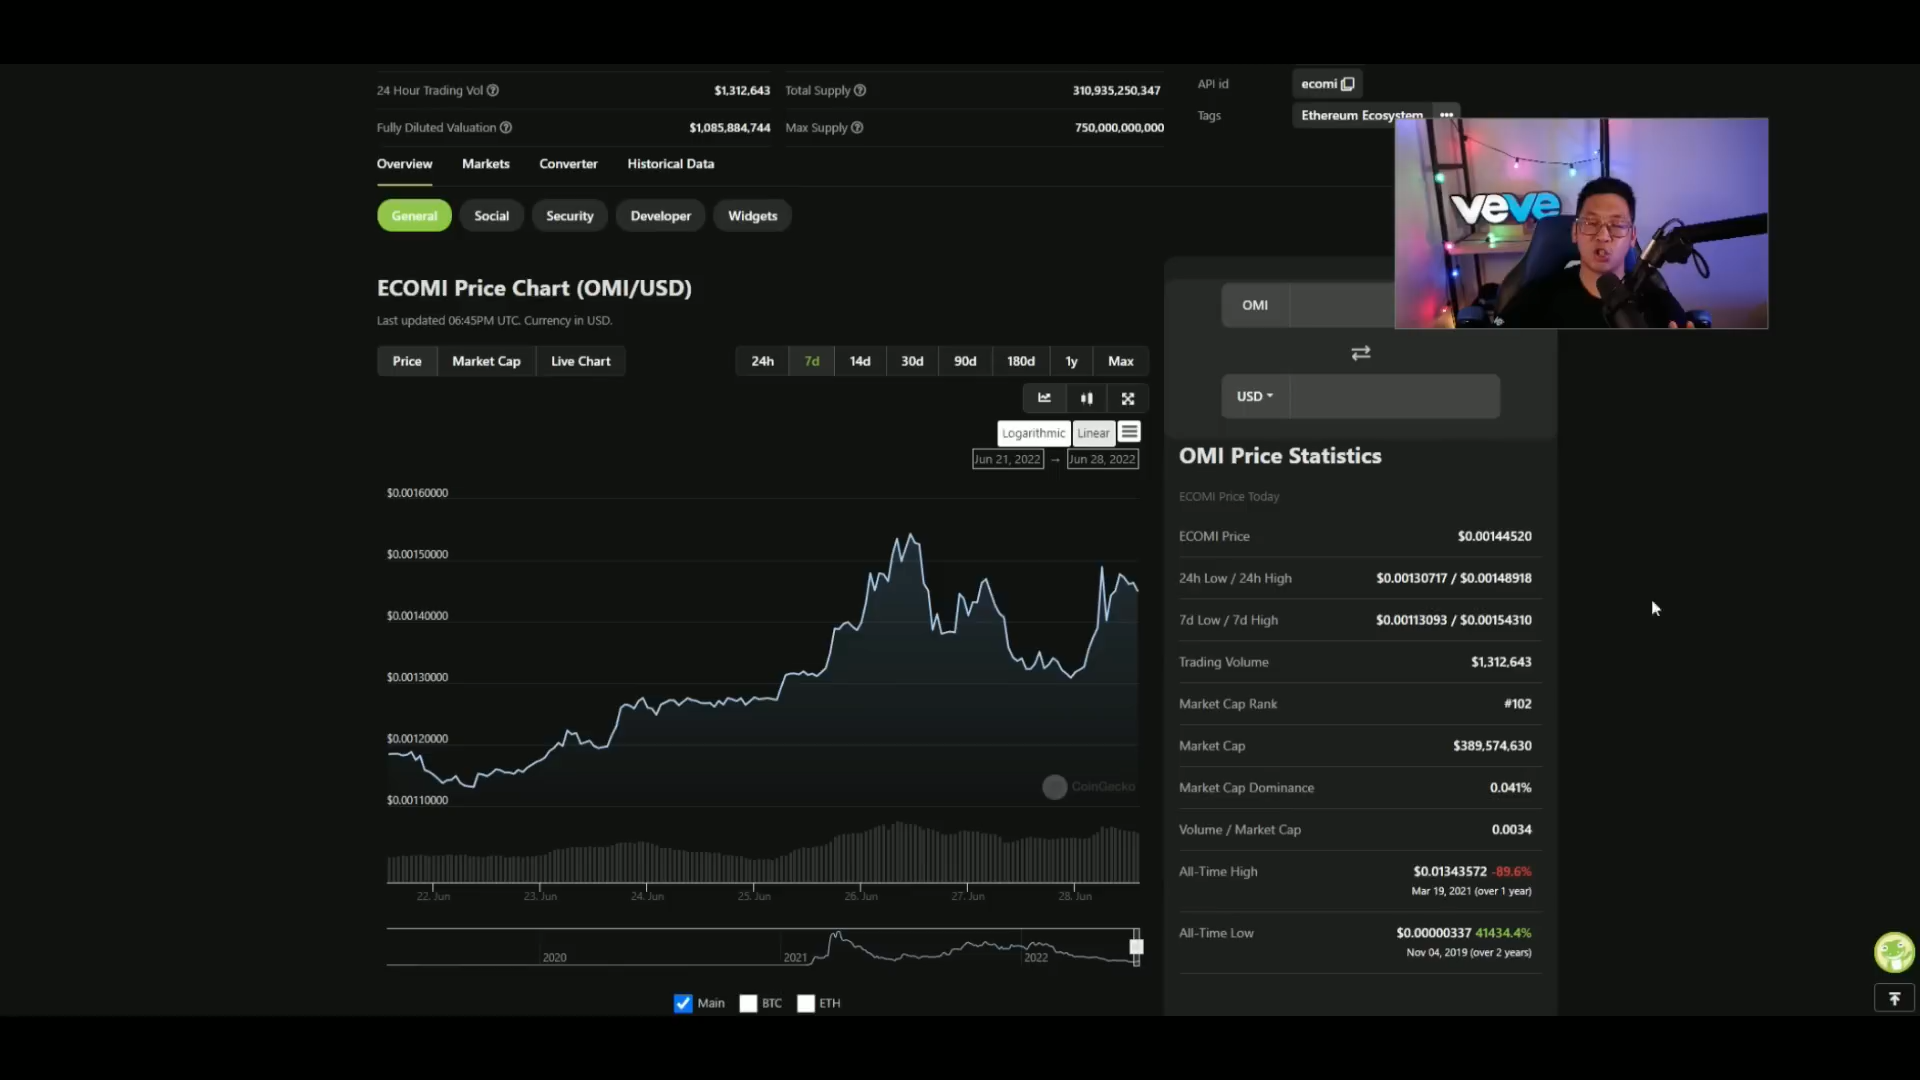 24 Hour Trading Vol $1,312,643 Total Supply 310,935,250,347
Fully Diluted Valuation $1,085,884,744 Max Supply 750,000,000,000
API id ecomi
Tags Ethereum Ecosystem •••
Overview Markets Converter Historical Data
General Social Security Developer Widgets
veve
ECOMI Price Chart (OMI/USD)
Last updated 06:45PM UTC. Currency in USD.
Price Market Cap Live Chart 24h 7d 14d 30d 90d 180d 1y Max
Logarithmic Linear
Jun 21, 2022 → Jun 28, 2022
$0.00160000
$0.00150000
$0.00140000
$0.00130000
$0.00120000
$0.00110000
CoinGecko
22. Jun 23. Jun 24. Jun 25. Jun 26. Jun 27. Jun 28. Jun
2020 2021 2022
Main BTC ETH
OMI
USD
OMI Price Statistics
ECOMI Price Today
ECOMI Price $0.00144520
24h Low / 24h High $0.00130717 / $0.00148918
7d Low / 7d High $0.00113093 / $0.00154310
Trading Volume $1,312,643
Market Cap Rank #102
Market Cap $389,574,630
Market Cap Dominance 0.041%
Volume / Market Cap 0.0034
All-Time High $0.01343572 -89.6%
Mar 19, 2021 (over 1 year)
All-Time Low $0.00000337 41434.4%
Nov 04, 2019 (over 2 years)